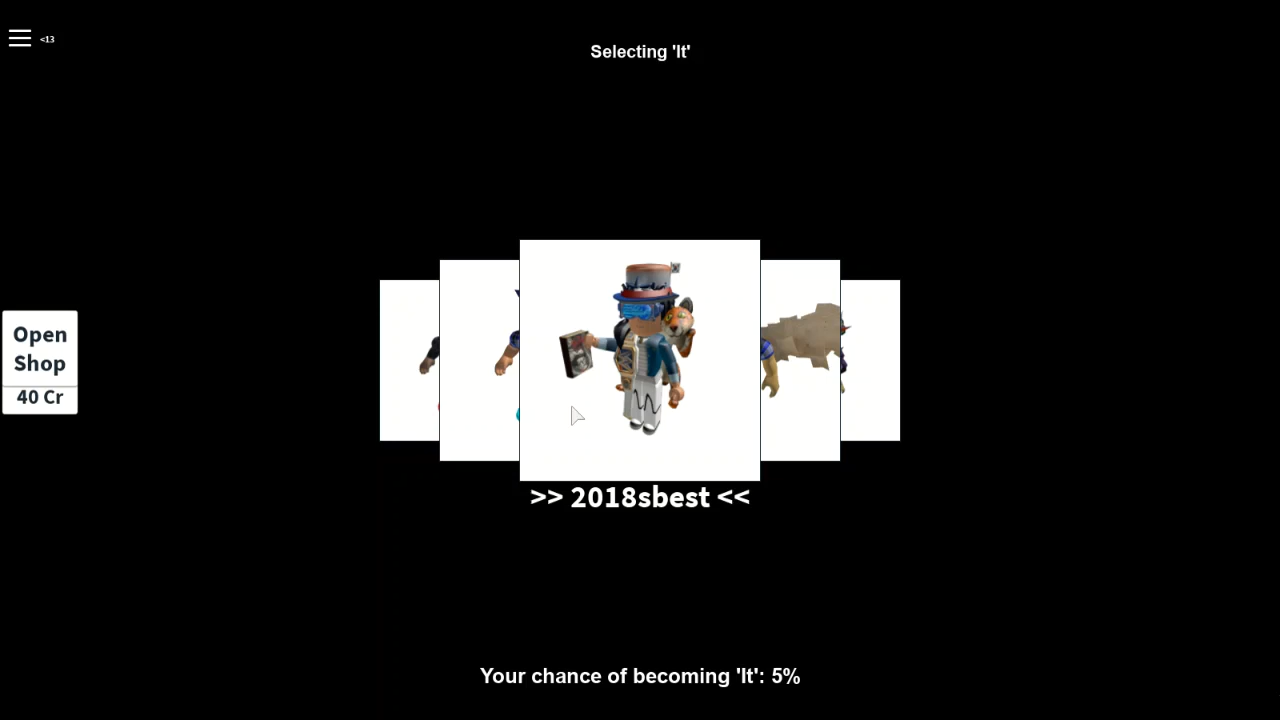 <13
Selecting 'It'
Open
Shop
40 Cr
>> 2018sbest <<
Your chance of becoming 'It': 5%